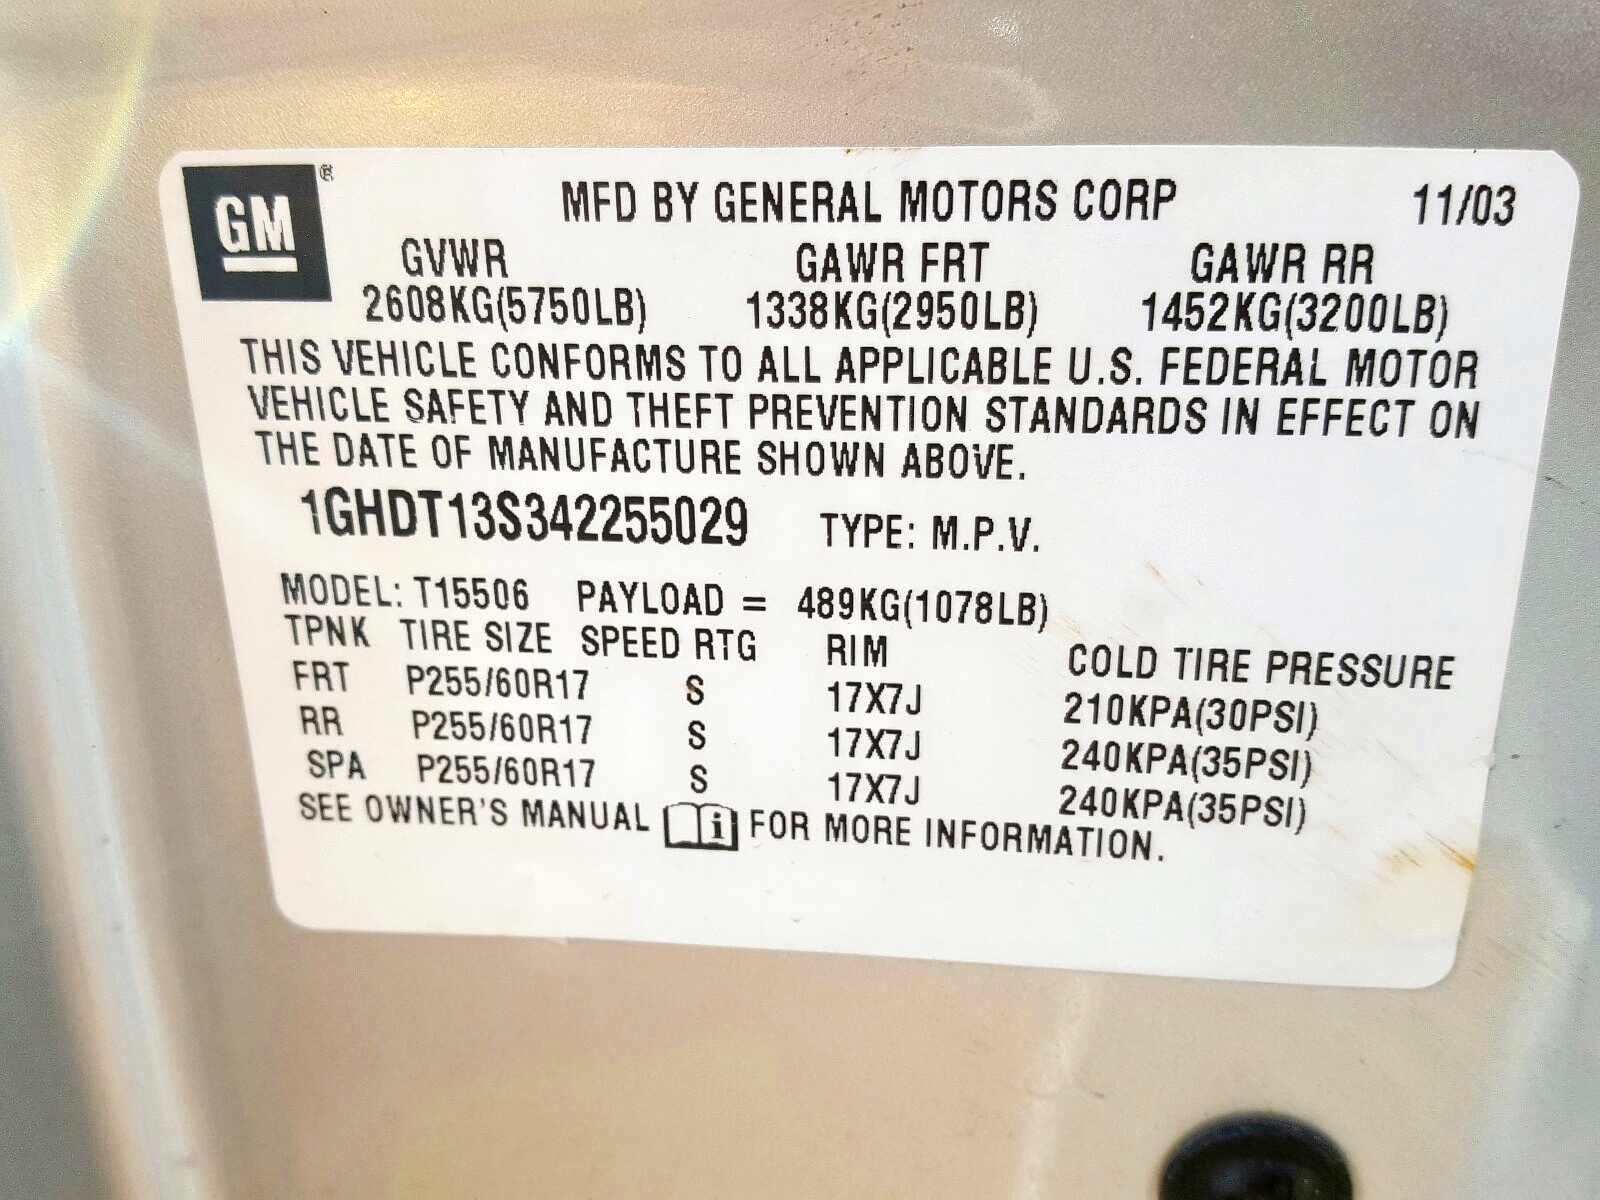 GM ®
MFD BY GENERAL MOTORS CORP 11/03
GVWR GAWR FRT GAWR RR
2608KG(5750LB) 1338KG(2950LB) 1452KG(3200LB)
THIS VEHICLE CONFORMS TO ALL APPLICABLE U.S. FEDERAL MOTOR
VEHICLE SAFETY AND THEFT PREVENTION STANDARDS IN EFFECT ON
THE DATE OF MANUFACTURE SHOWN ABOVE.
1GHDT13S342255029 TYPE: M.P.V.
MODEL: T15506 PAYLOAD = 489KG(1078LB)
TPNK TIRE SIZE SPEED RTG RIM COLD TIRE PRESSURE
FRT P255/60R17 S 17X7J 210KPA(30PSI)
RR P255/60R17 S 17X7J 240KPA(35PSI)
SPA P255/60R17 S 17X7J 240KPA(35PSI)
SEE OWNER'S MANUAL i FOR MORE INFORMATION.